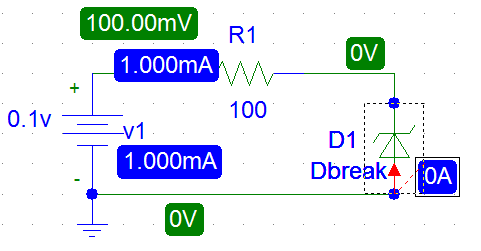 100.00mV
R1
0V
1.000mA
+
100
0.1v
v1
D1
Dbreak
1.000mA
0A
-
0V